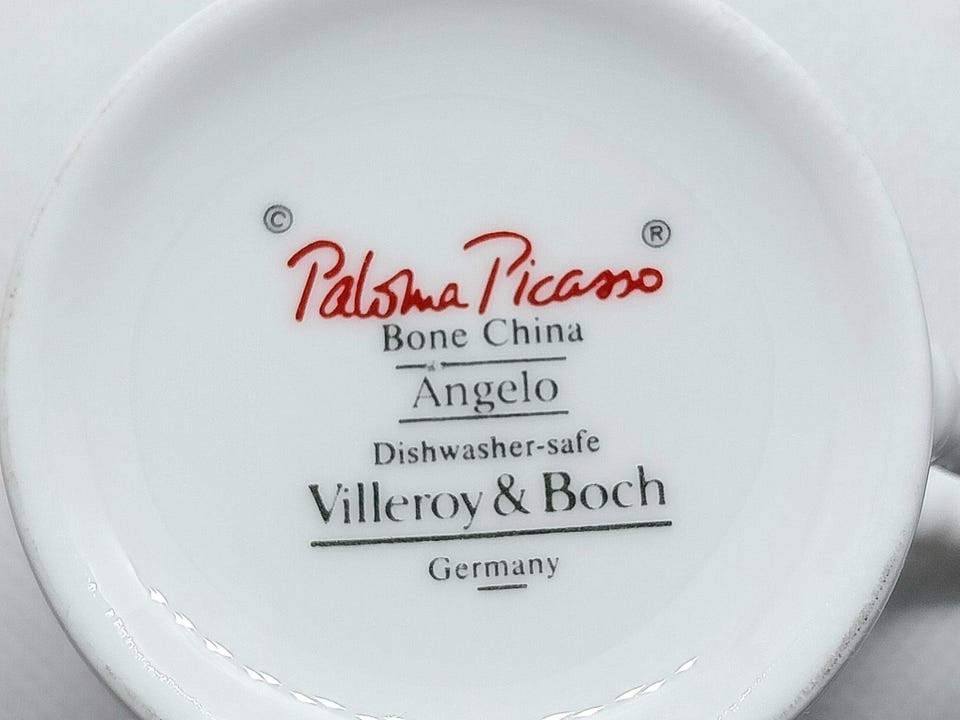 © Paloma Picasso ®
Bone China
Angelo
Dishwasher-safe
Villeroy & Boch
Germany